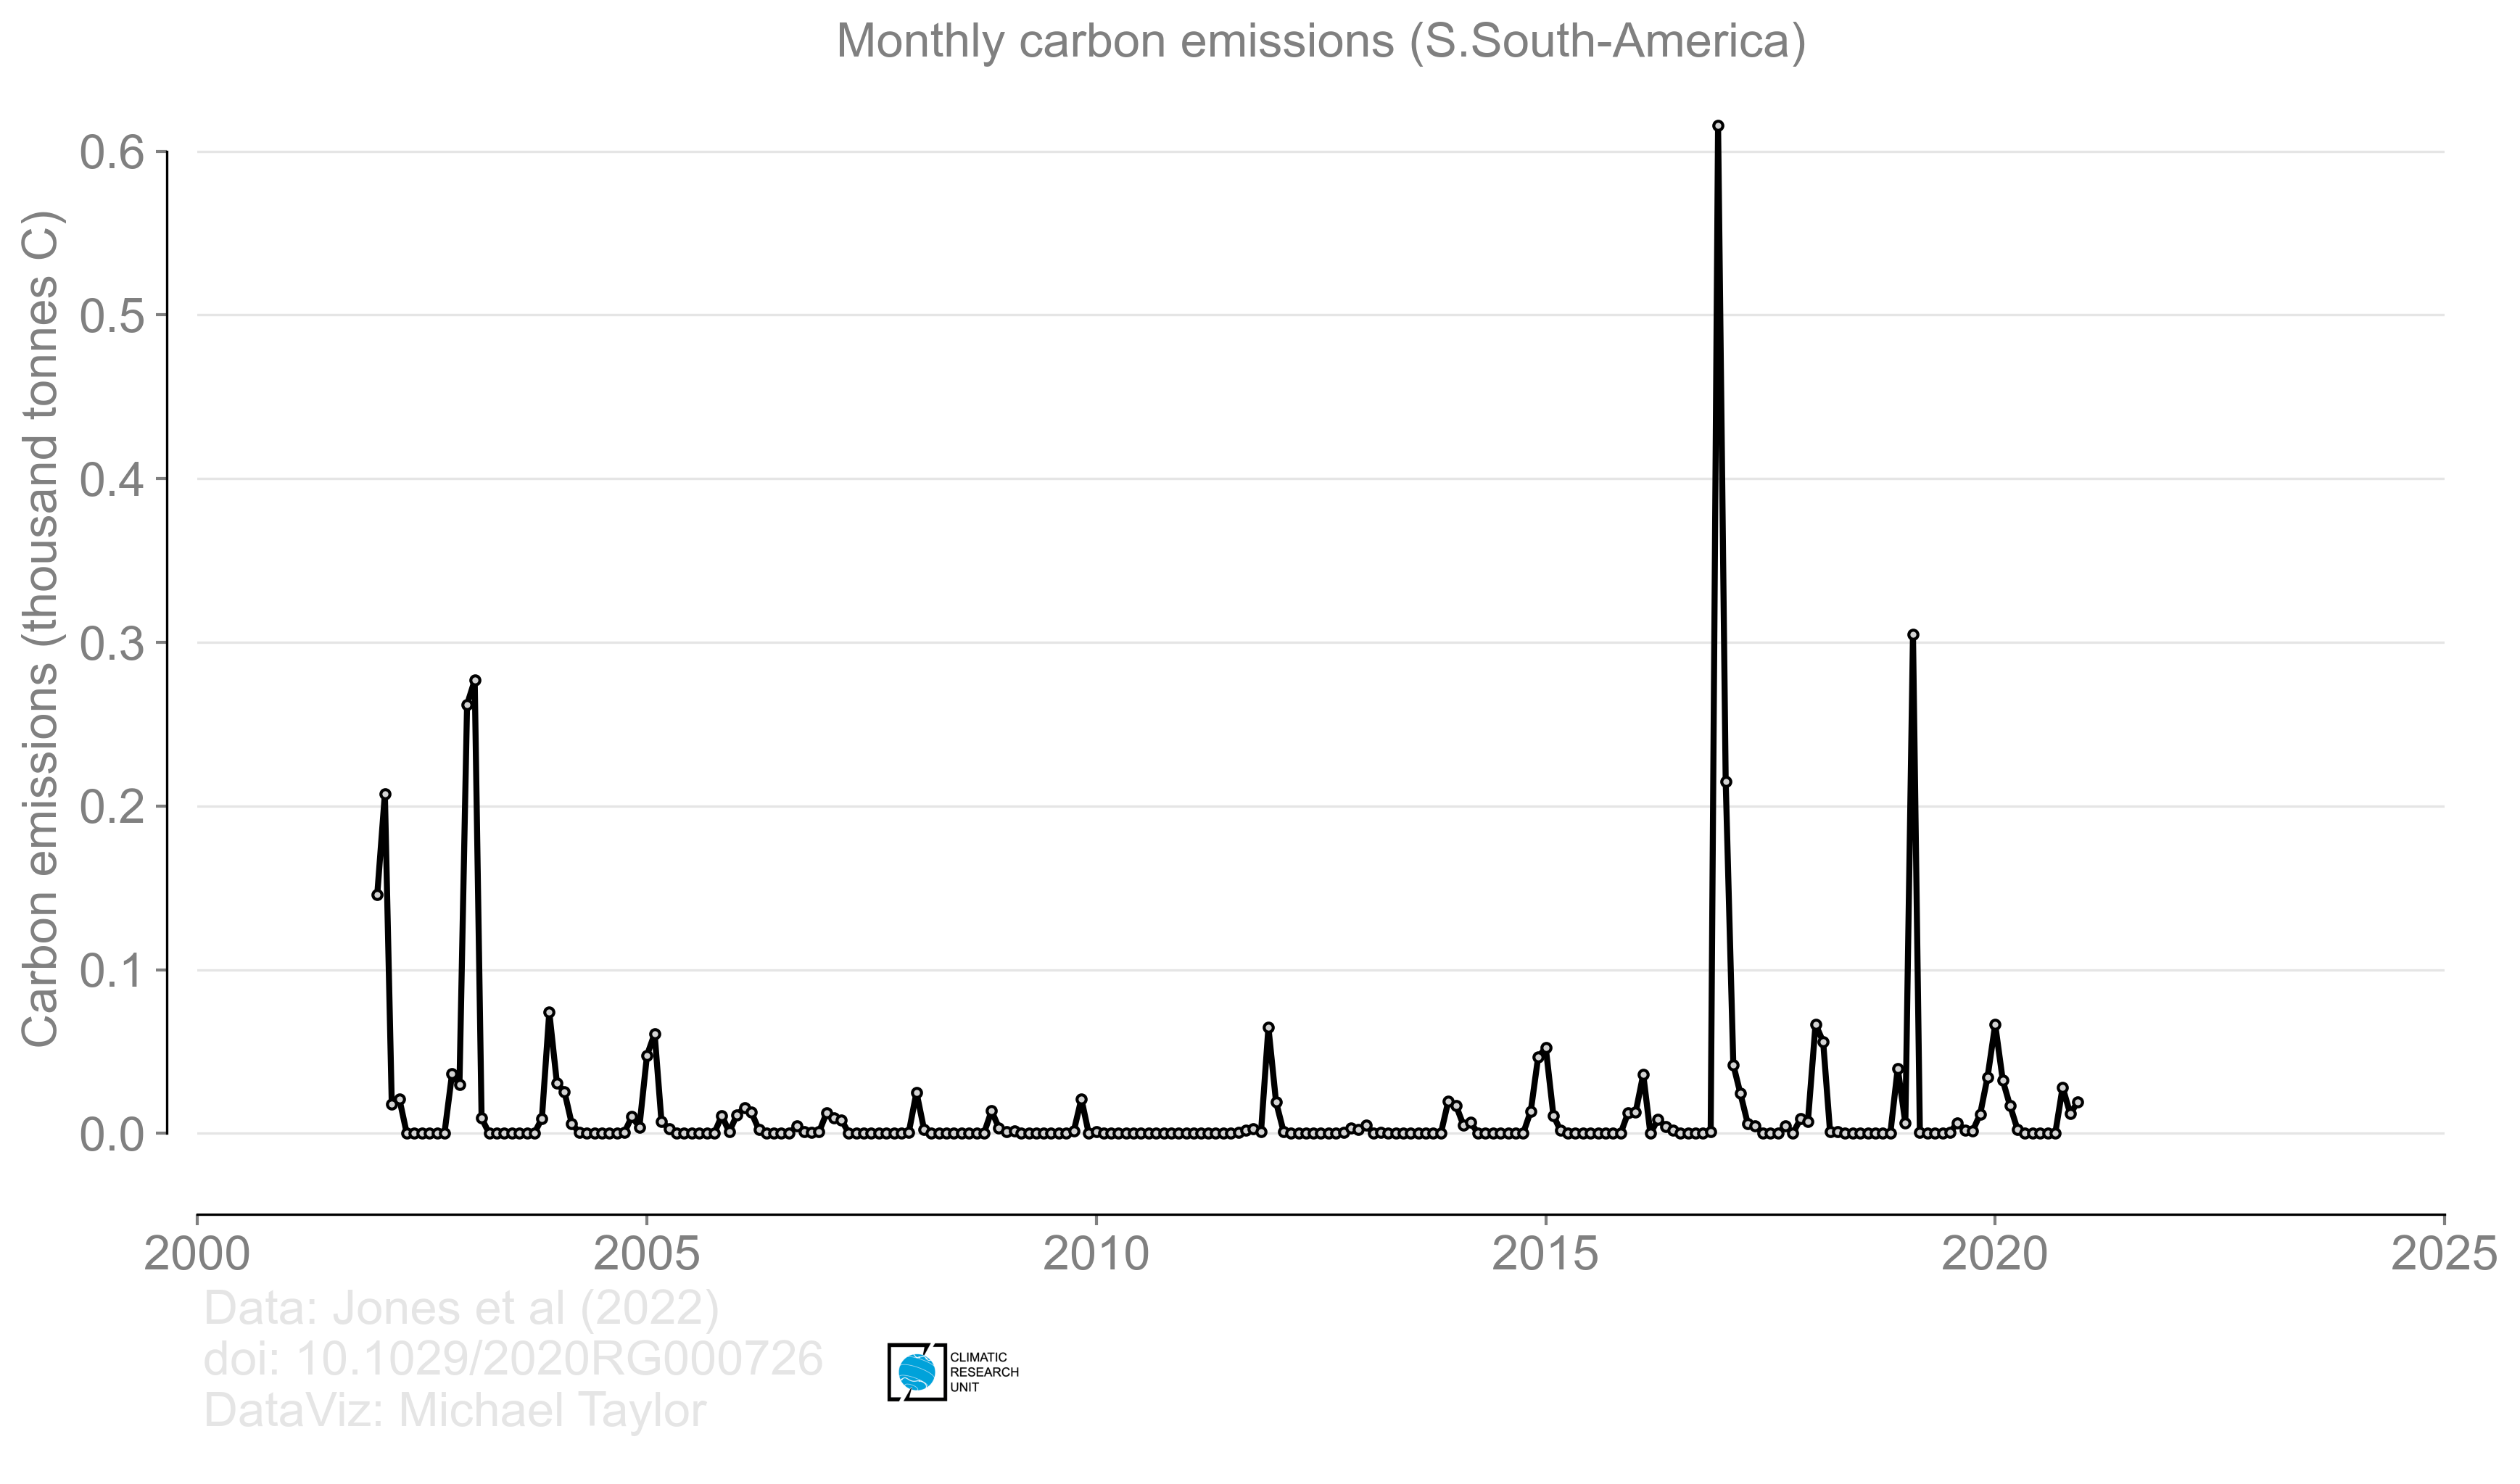 Monthly carbon emissions (S.South-America)
Carbon emissions (thousand tonnes C)
0.6
0.5
0.4
0.3
0.2
0.1
0.0
2000 2005 2010 2015 2020 2025
Data: Jones et al (2022)
doi: 10.1029/2020RG000726
DataViz: Michael Taylor
CLIMATIC
RESEARCH
UNIT